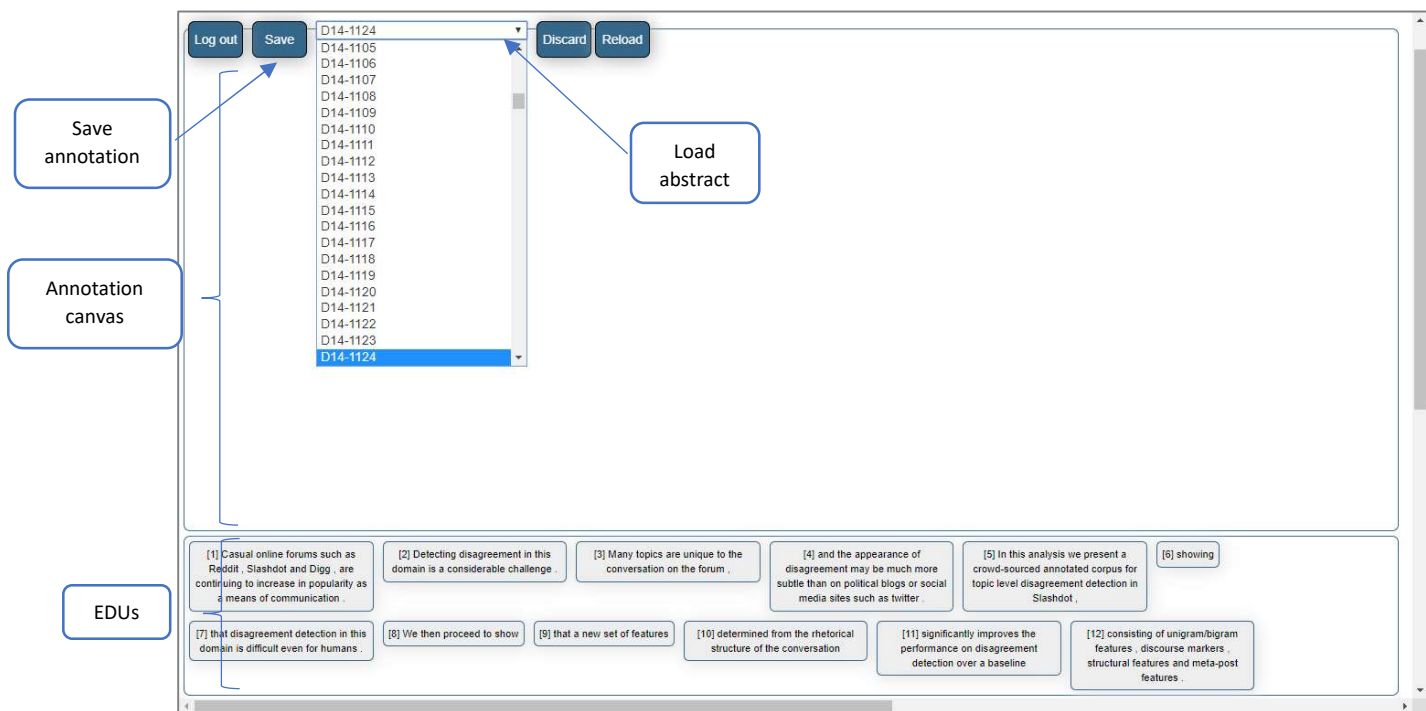 Log out
Save
D14-1124
Discard
Reload
D14-1105
D14-1106
D14-1107
D14-1108
D14-1109
D14-1110
D14-1111
D14-1112
D14-1113
D14-1114
D14-1115
D14-1116
D14-1117
D14-1118
D14-1119
D14-1120
D14-1121
D14-1122
D14-1123
D14-1124
Save
annotation
Load
abstract
Annotation
canvas
EDUs
[1] Casual online forums such as
Reddit , Slashdot and Digg , are
continuing to increase in popularity as
a means of communication .
[2] Detecting disagreement in this
domain is a considerable challenge .
[3] Many topics are unique to the
conversation on the forum ,
[4] and the appearance of
disagreement may be much more
subtle than on political blogs or social
media sites such as twitter .
[5] In this analysis we present a
crowd-sourced annotated corpus for
topic level disagreement detection in
Slashdot ,
[6] showing
[7] that disagreement detection in this
domain is difficult even for humans .
[8] We then proceed to show
[9] that a new set of features
[10] determined from the rhetorical
structure of the conversation
[11] significantly improves the
performance on disagreement
detection over a baseline
[12] consisting of unigram/bigram
features , discourse markers ,
structural features and meta-post
features .